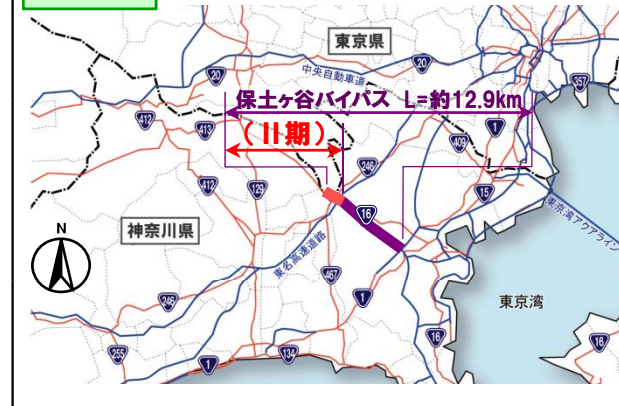 東京県
20
中央自動車道
20
357
保土ヶ谷バイパス L=約12.9km
412
413
(Ⅱ期)
246
409
1
412
129
15
16
東京湾アクアライン
N
神奈川県
東名高速道路
467
246
1
東京湾
255
1
134
16
16